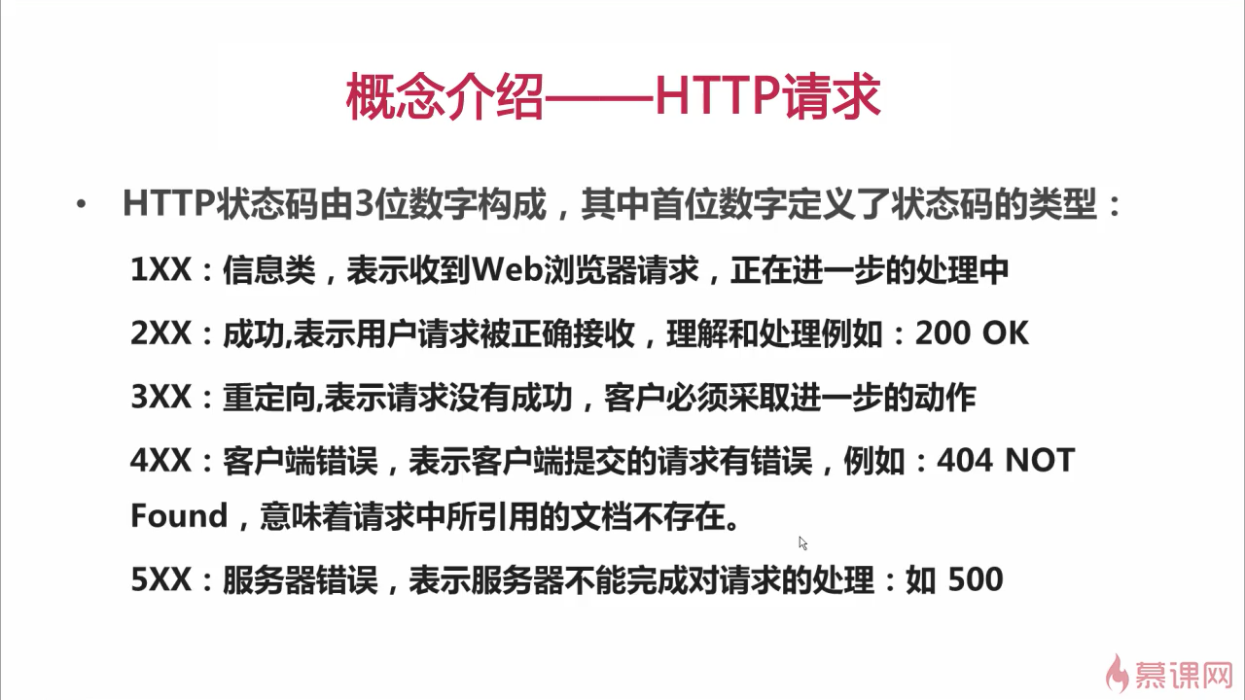 概念介绍——HTTP请求
• HTTP状态码由3位数字构成，其中首位数字定义了状态码的类型：
1XX：信息类，表示收到Web浏览器请求，正在进一步的处理中
2XX：成功,表示用户请求被正确接收，理解和处理例如：200 OK
3XX：重定向,表示请求没有成功，客户必须采取进一步的动作
4XX：客户端错误，表示客户端提交的请求有错误，例如：404 NOT
Found，意味着请求中所引用的文档不存在。
5XX：服务器错误，表示服务器不能完成对请求的处理：如 500
慕课网